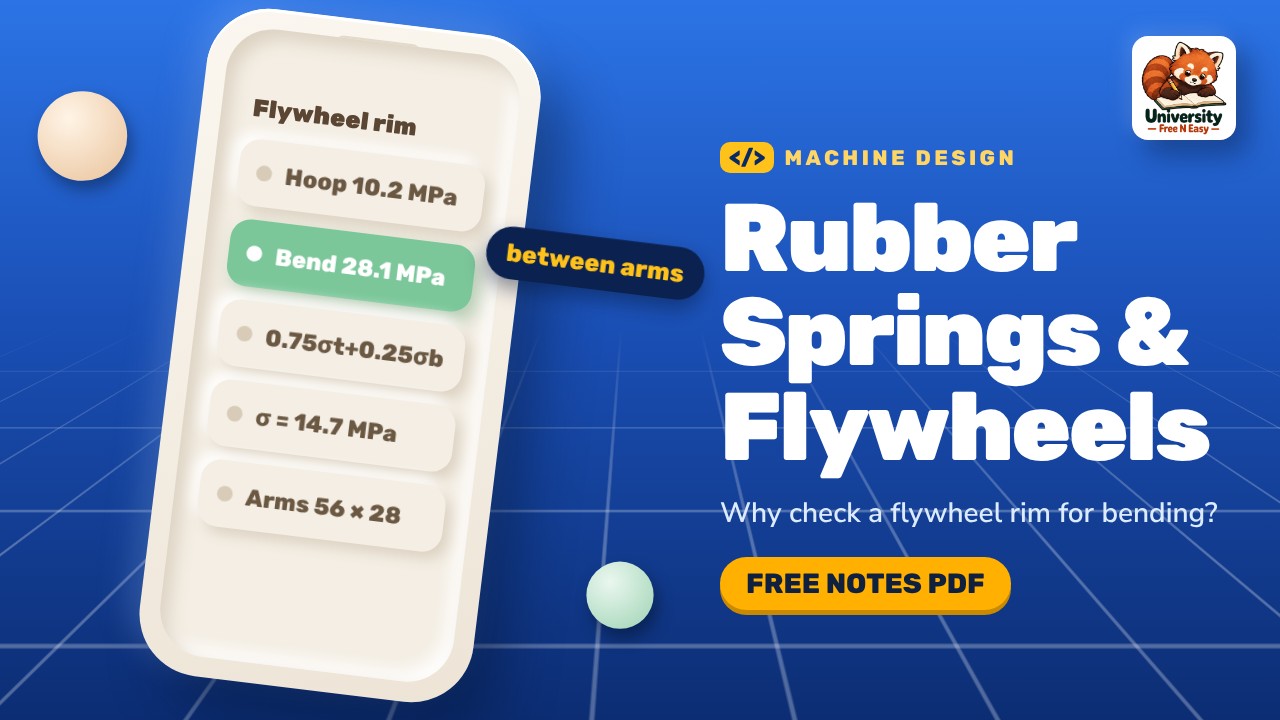 Flywheel rim
Hoop 10.2 MPa
Bend 28.1 MPa
between arms
0.75σt+0.25σb
σ = 14.7 MPa
Arms 56 × 28
University
Free N Easy
</> MACHINE DESIGN
Rubber
Springs &
Flywheels
Why check a flywheel rim for bending?
FREE NOTES PDF